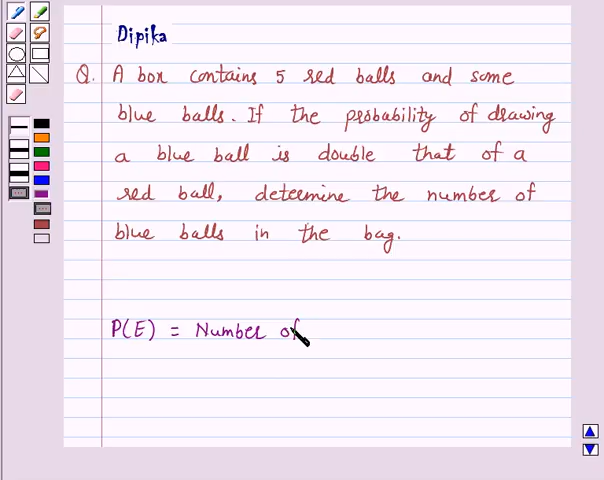 Dipika
Q. A box contains 5 red balls and some
blue balls. If the probability of drawing
a blue ball is double that of a
red ball, determine the number of
blue balls in the bag.
P(E) = Number of